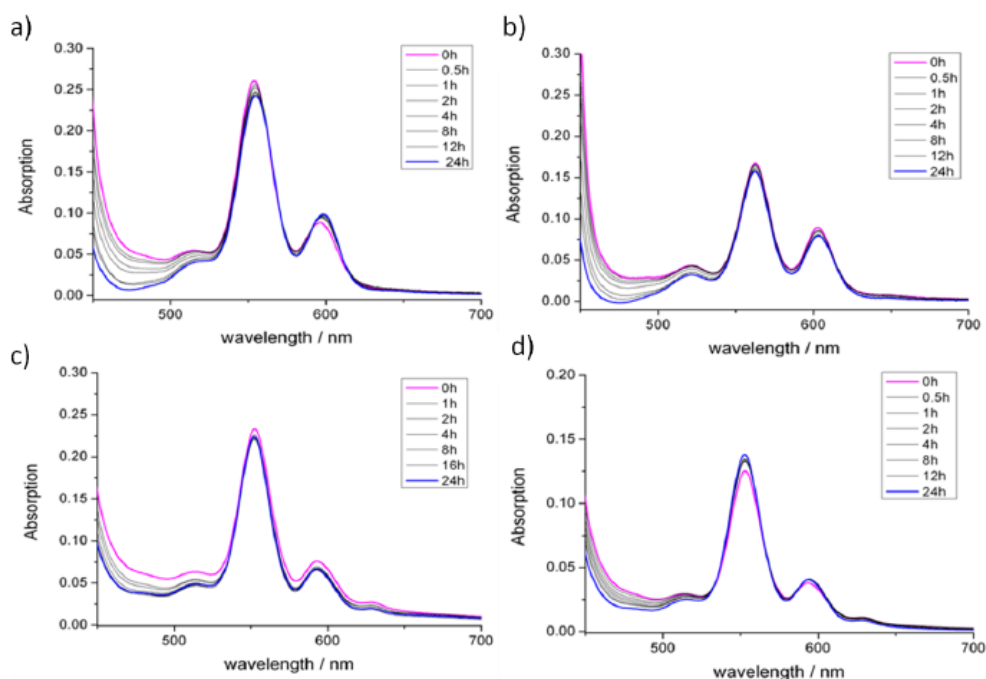 a)
0.30
0.25
0.20
0.15
0.10
0.05
0.00
Absorption
500
600
700
wavelength / nm
0h
0.5h
1h
2h
4h
8h
12h
24h
b)
0.30
0.25
0.20
0.15
0.10
0.05
0.00
Absorption
500
600
700
wavelength / nm
0h
0.5h
1h
2h
4h
8h
12h
24h
c)
0.30
0.25
0.20
0.15
0.10
0.05
0.00
Absorption
500
600
700
wavelength / nm
0h
1h
2h
4h
8h
16h
24h
d)
0.20
0.15
0.10
0.05
0.00
Absorption
500
600
700
wavelength / nm
0h
0.5h
1h
2h
4h
8h
12h
24h